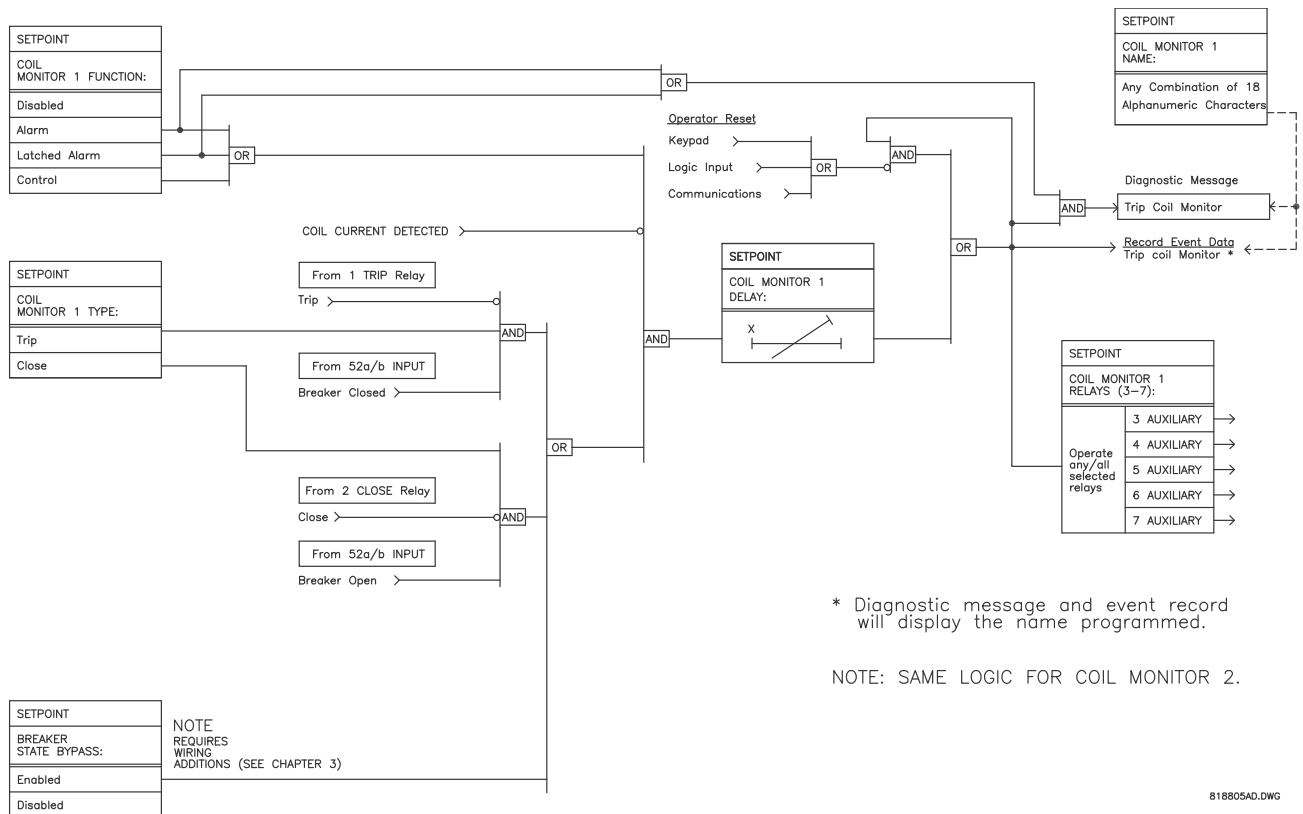 SETPOINT
COIL
MONITOR 1 FUNCTION:
Disabled
Alarm
Latched Alarm
Control
OR
OR
SETPOINT
COIL MONITOR 1
NAME:
Any Combination of 18
Alphanumeric Characters
Operator Reset
Keypad
Logic Input
Communications
OR
AND
Diagnostic Message
AND
Trip Coil Monitor
Record Event Data
Trip coil Monitor *
COIL CURRENT DETECTED
OR
SETPOINT
COIL
MONITOR 1 TYPE:
Trip
Close
From 1 TRIP Relay
Trip
AND
From 52a/b INPUT
Breaker Closed
SETPOINT
COIL MONITOR 1
DELAY:
X
AND
OR
From 2 CLOSE Relay
Close
AND
From 52a/b INPUT
Breaker Open
SETPOINT
COIL MONITOR 1
RELAYS (3-7):
Operate
any/all
selected
relays
3 AUXILIARY
4 AUXILIARY
5 AUXILIARY
6 AUXILIARY
7 AUXILIARY
* Diagnostic message and event record
will display the name programmed.
NOTE: SAME LOGIC FOR COIL MONITOR 2.
SETPOINT
BREAKER
STATE BYPASS:
Enabled
Disabled
NOTE
REQUIRES
WIRING
ADDITIONS (SEE CHAPTER 3)
818805AD.DWG